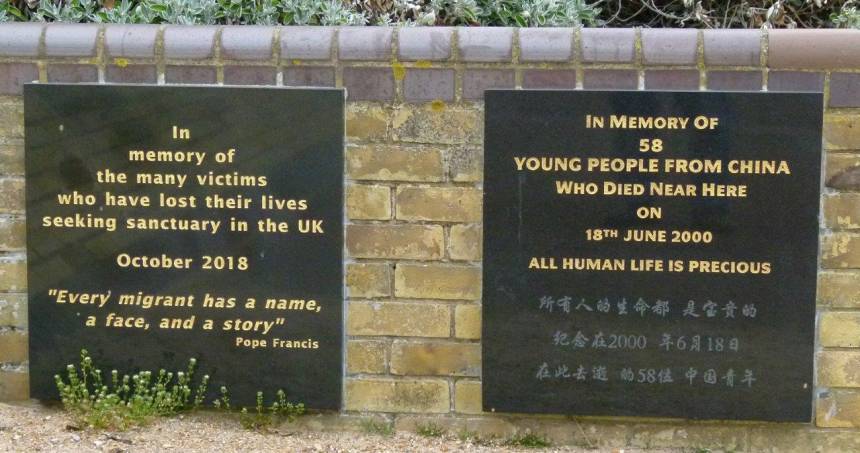 In
memory of
the many victims
who have lost their lives
seeking sanctuary in the UK
October 2018
"Every migrant has a name,
a face, and a story"
Pope Francis
IN MEMORY OF
58
YOUNG PEOPLE FROM CHINA
WHO DIED NEAR HERE
ON
18TH JUNE 2000
ALL HUMAN LIFE IS PRECIOUS
所有人的生命都 是宝贵的
纪念在2000 年6月18日
在此去逝 的58位 中国青年